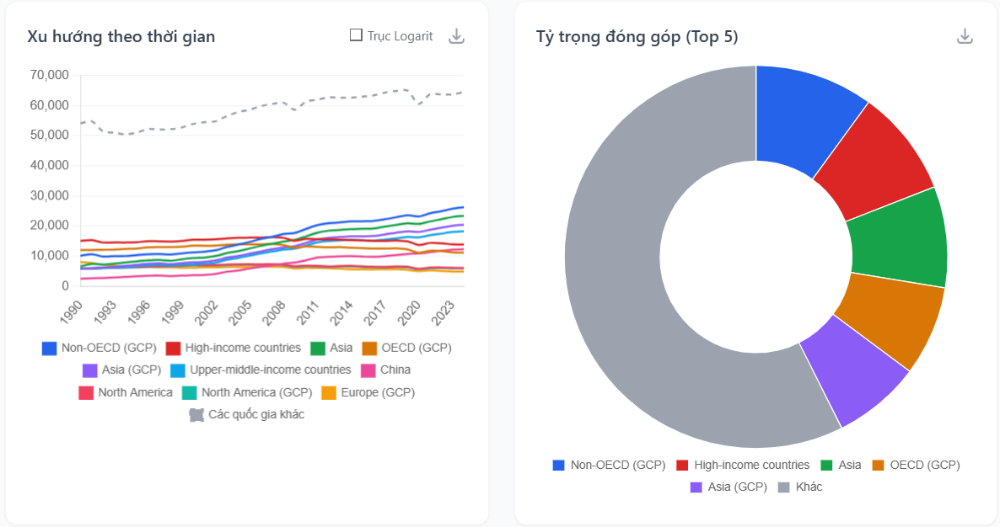 Xu hướng theo thời gian
Trục Logarit
70,000
60,000
50,000
40,000
30,000
20,000
10,000
0
1990 1993 1996 1999 2002 2005 2008 2011 2014 2017 2020 2023
Non-OECD (GCP) High-income countries Asia OECD (GCP)
Asia (GCP) Upper-middle-income countries China
North America North America (GCP) Europe (GCP)
Các quốc gia khác
Tỷ trọng đóng góp (Top 5)
Non-OECD (GCP) High-income countries Asia OECD (GCP)
Asia (GCP) Khác